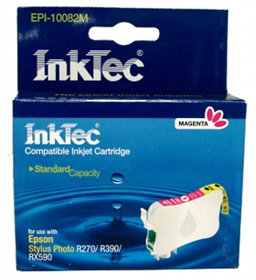 EPI-10082M
InkTec
InkTec
MAGENTA
Compatible Inkjet Cartridge
Standard Capacity
for use with
Epson
Stylus Photo R270/ R390/
RX590